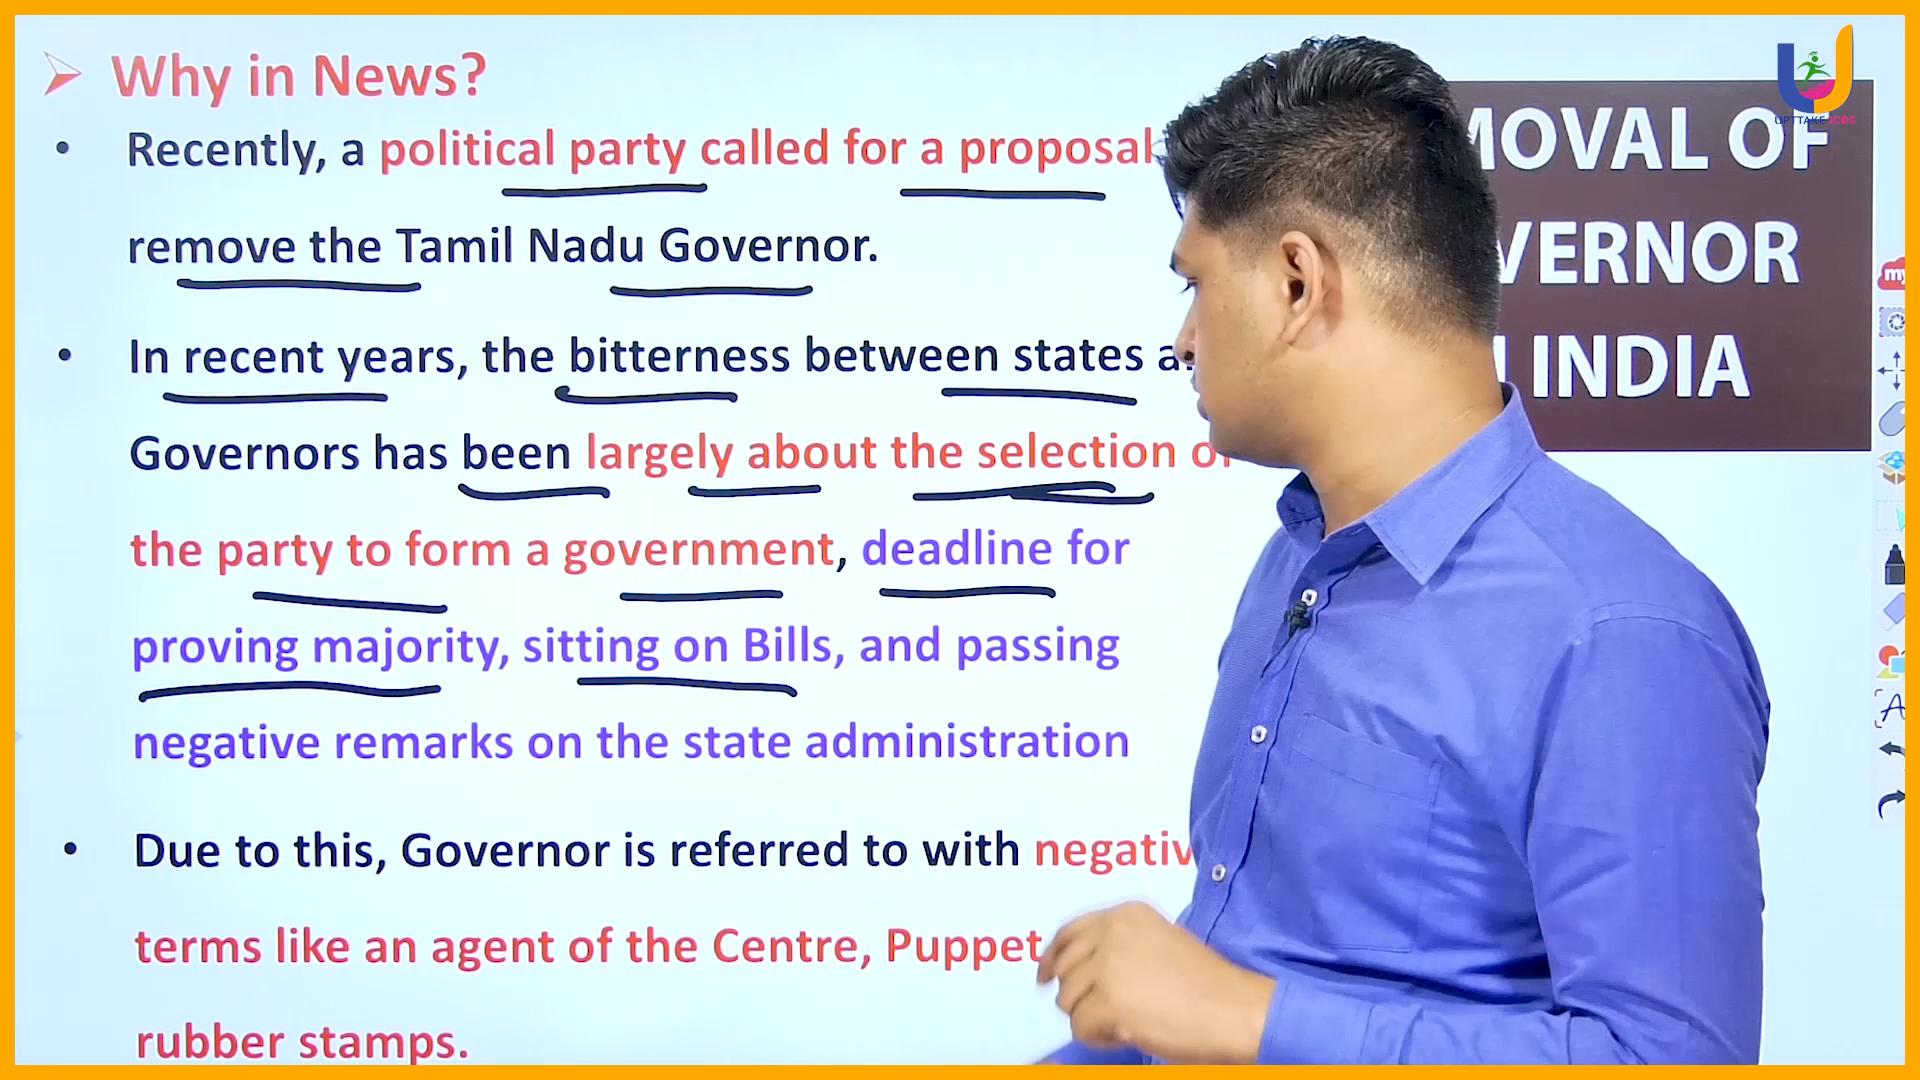 Why in News?
• Recently, a political party called for a proposal
remove the Tamil Nadu Governor.
• In recent years, the bitterness between states
Governors has been largely about the selection
the party to form a government, deadline for
proving majority, sitting on Bills, and passing
negative remarks on the state administration
• Due to this, Governor is referred to with
terms like an agent of the Centre, Puppet
rubber stamps.
OF
INDIA
UPTTAKE JOBS